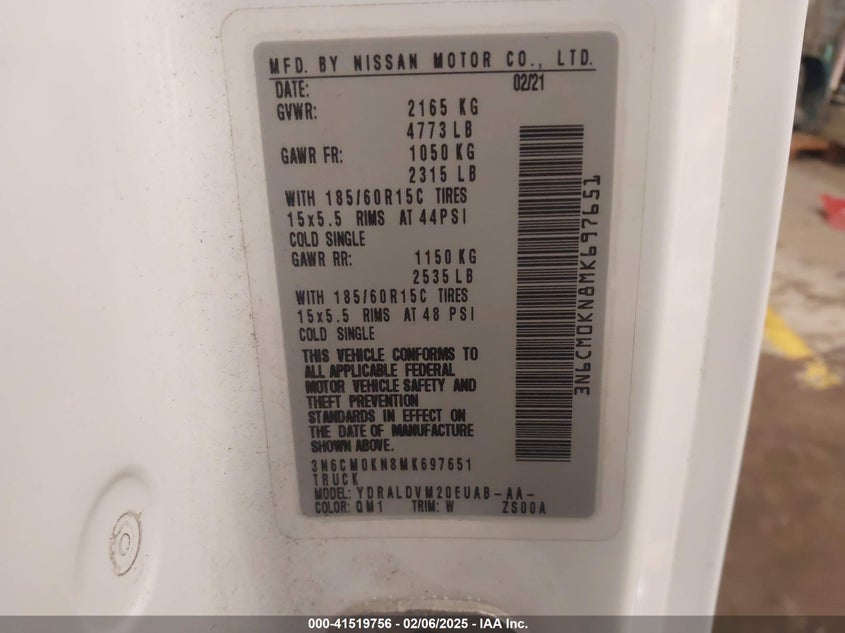 MFD. BY NISSAN MOTOR CO., LTD.
DATE: 02/21
GVWR: 2165 KG
4773 LB
GAWR FR: 1050 KG
2315 LB
WITH 185/60R15C TIRES
15x5.5 RIMS AT 44PSI
COLD SINGLE
GAWR RR: 1150 KG
2535 LB
WITH 185/60R15C TIRES
15x5.5 RIMS AT 48 PSI
COLD SINGLE
THIS VEHICLE CONFORMS TO
ALL APPLICABLE FEDERAL
MOTOR VEHICLE SAFETY AND
THEFT PREVENTION
STANDARDS IN EFFECT ON
THE DATE OF MANUFACTURE
SHOWN ABOVE.
3N6CM0KN8MK697651
TRUCK
MODEL: YDRALDVM20EUAB-AA-
COLOR: QM1 TRIM: W ZS00A
3N6CM0KN8MK697651
000-41519756 - 02/06/2025 - IAA Inc.